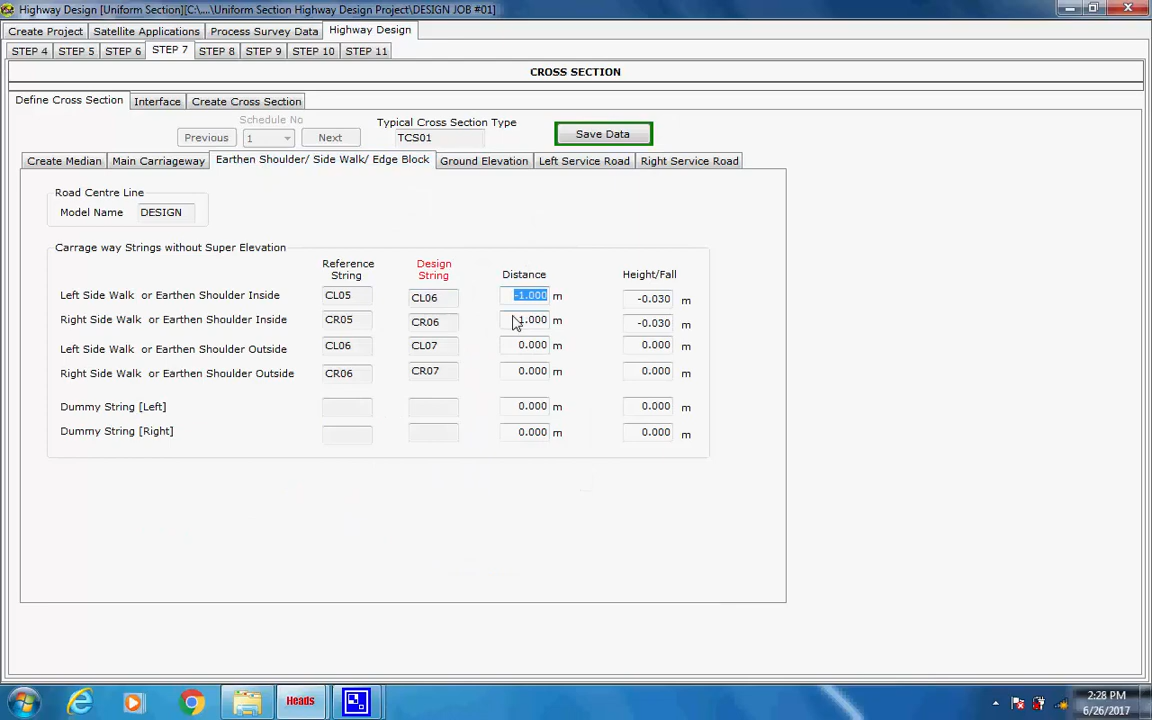 Highway Design [Uniform Section][C:\....\Uniform Section Highway Design Project\DESIGN JOB #01]
Create Project Satellite Applications Process Survey Data Highway Design
STEP 4 STEP 5 STEP 6 STEP 7 STEP 8 STEP 9 STEP 10 STEP 11
CROSS SECTION
Define Cross Section Interface Create Cross Section
Schedule No Typical Cross Section Type
Previous 1 Next TCS01 Save Data
Create Median Main Carriageway Earthen Shoulder/ Side Walk/ Edge Block Ground Elevation Left Service Road Right Service Road
Road Centre Line
Model Name DESIGN
Carrage way Strings without Super Elevation
Reference String Design String Distance Height/Fall
Left Side Walk or Earthen Shoulder Inside CL05 CL06 -1.000 m -0.030 m
Right Side Walk or Earthen Shoulder Inside CR05 CR06 1.000 m -0.030 m
Left Side Walk or Earthen Shoulder Outside CL06 CL07 0.000 m 0.000 m
Right Side Walk or Earthen Shoulder Outside CR06 CR07 0.000 m 0.000 m
Dummy String [Left] 0.000 m 0.000 m
Dummy String [Right] 0.000 m 0.000 m
Heads
2:28 PM
6/26/2017